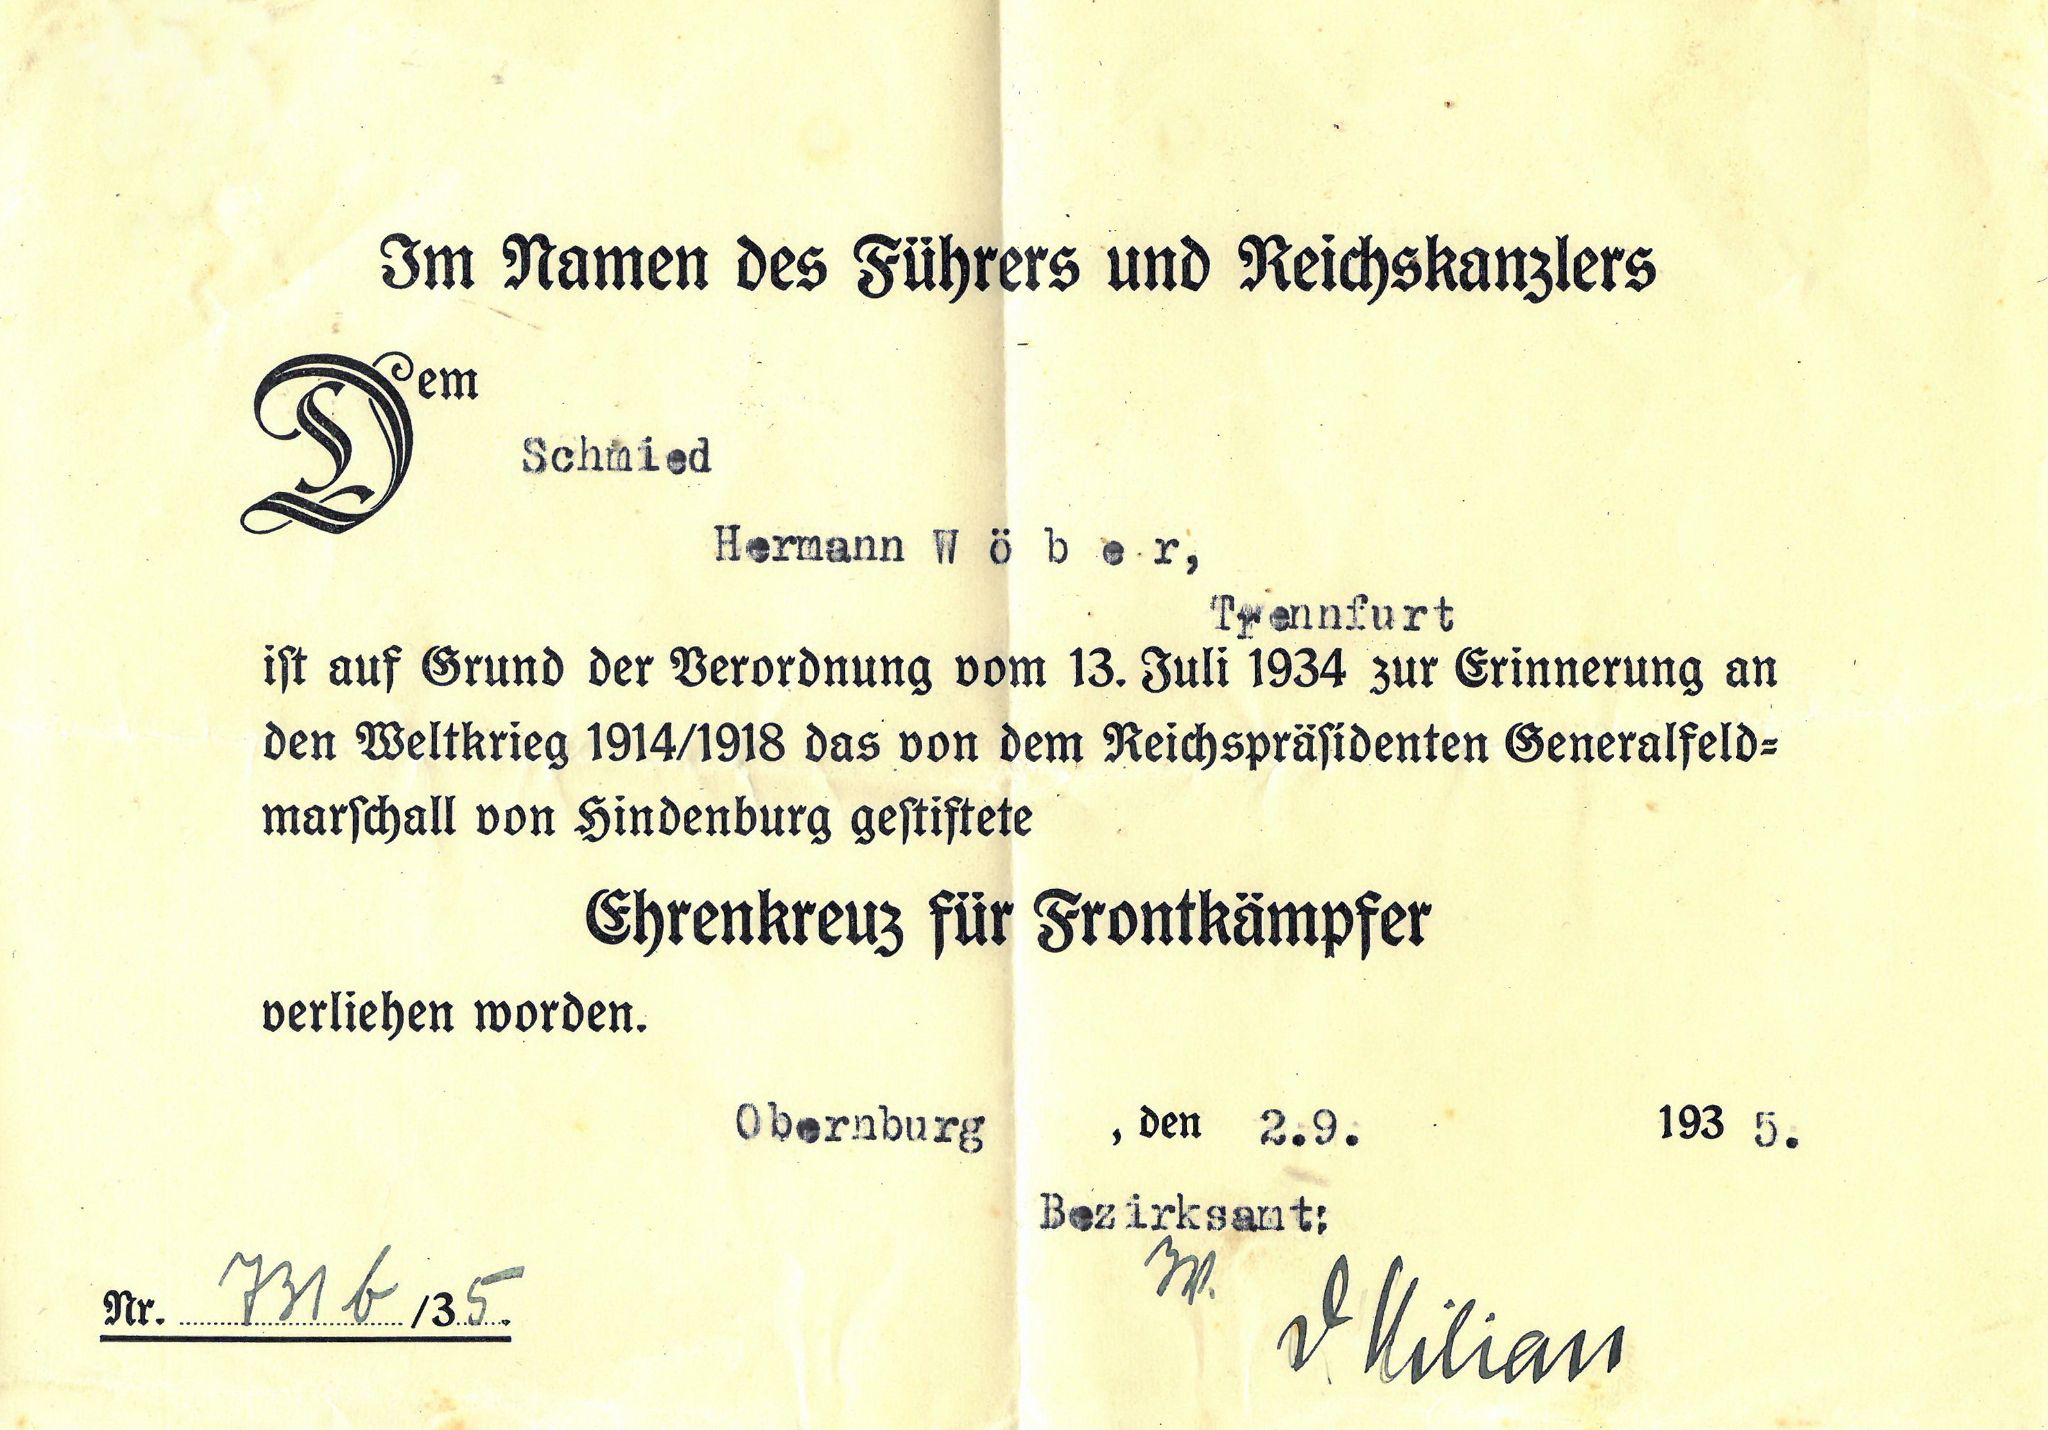 Im Namen des Führers und Reichskanzlers
Dem
Schmied
Hermann W ö b e r,
Trennfurt
ist auf Grund der Verordnung vom 13. Juli 1934 zur Erinnerung an
den Weltkrieg 1914/1918 das von dem Reichspräsidenten Generalfeld=
marschall von Hindenburg gestiftete
Ehrenkreuz für Frontkämpfer
verliehen worden.
Obernburg , den 2.9. 1935.
Bezirksamt:
Kilian
Nr. 731 b /35.